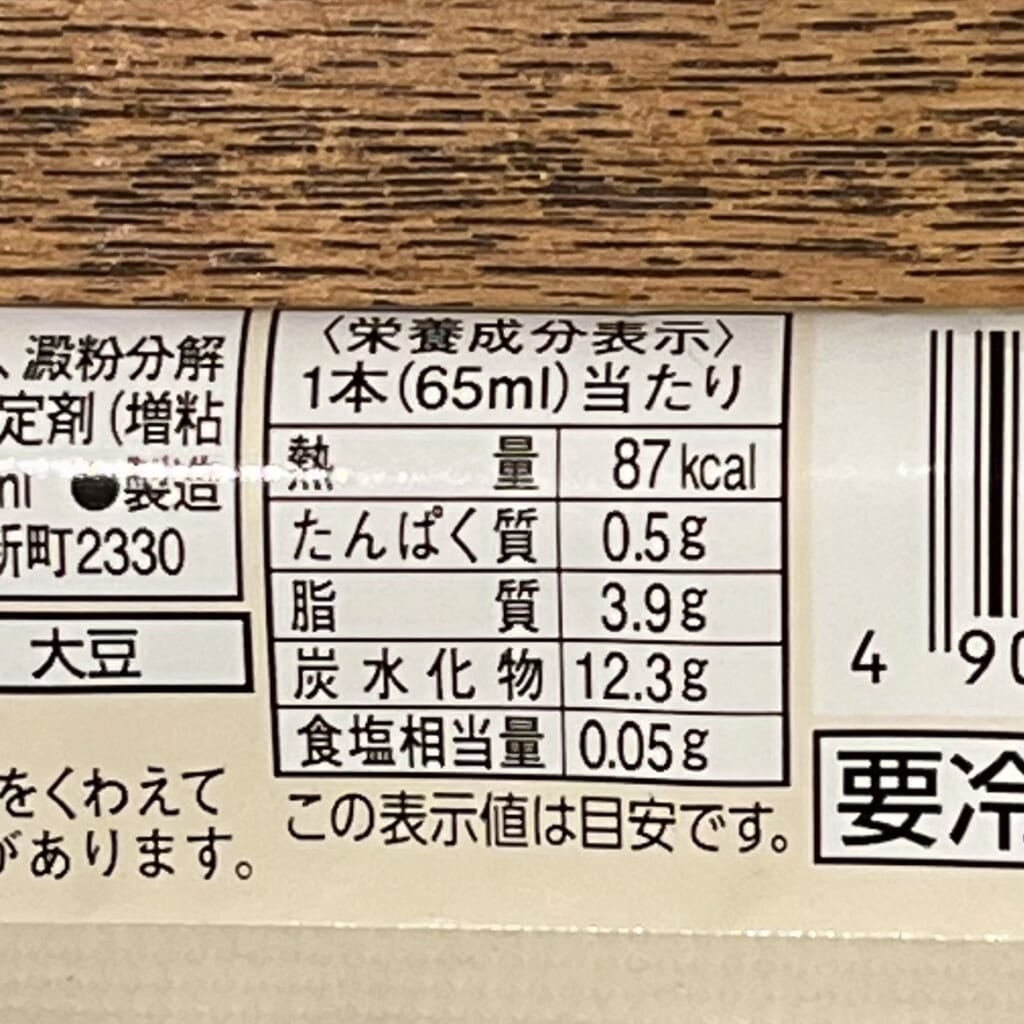 、澱粉分解
定剤(増粘
ml ●製造
新町2330
大豆
をくわえて
があります。
〈栄養成分表示〉
1本(65ml)当たり
熱量 87kcal
たんぱく質 0.5g
脂質 3.9g
炭水化物 12.3g
食塩相当量 0.05g
この表示値は目安です。
4 90
要冷